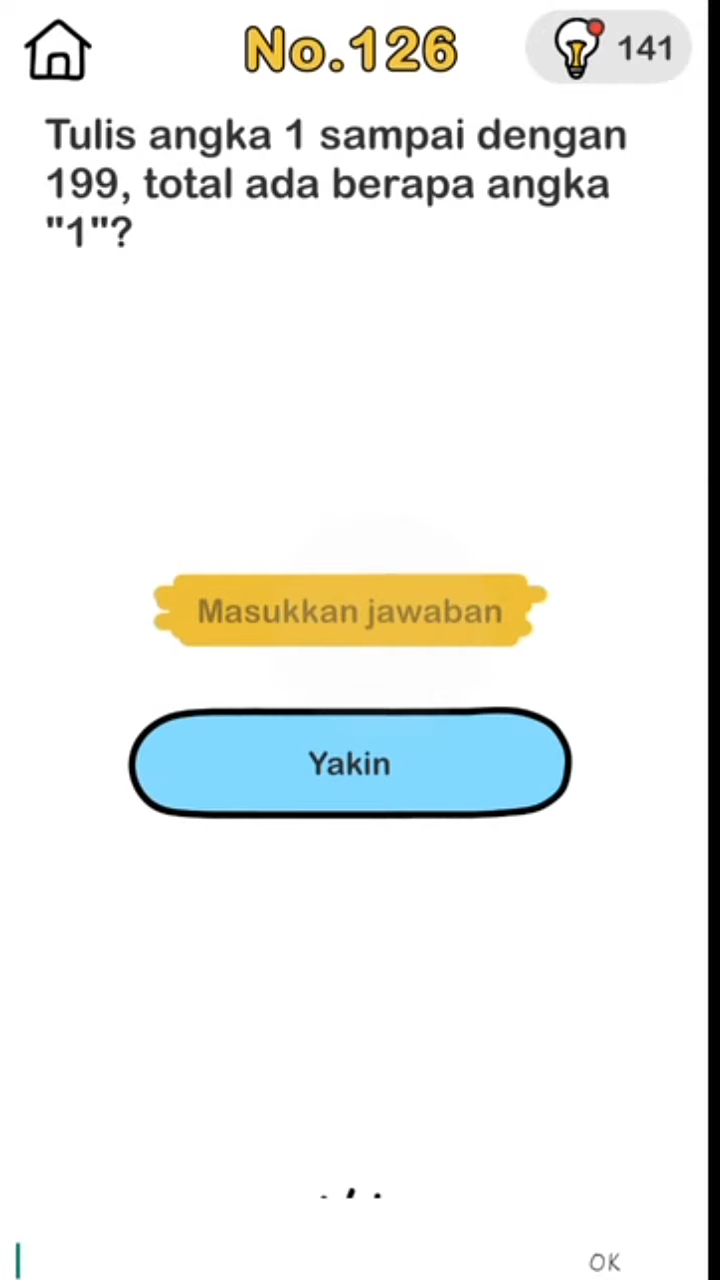 No.126
141
Tulis angka 1 sampai dengan
199, total ada berapa angka
"1"?
Masukkan jawaban
Yakin
OK